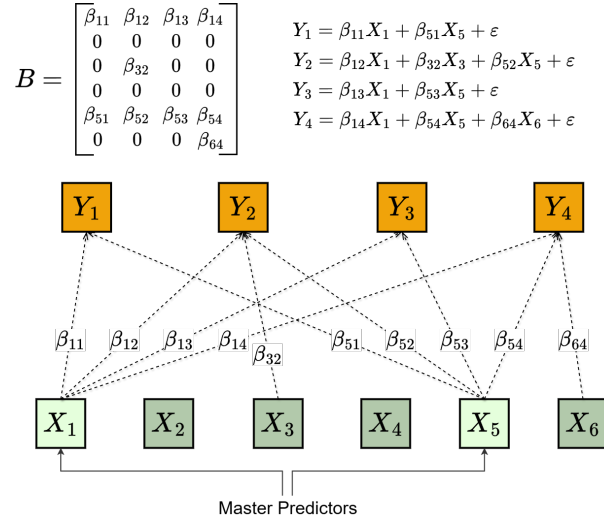 B = [ β₁₁ β₁₂ β₁₃ β₁₄
0 0 0 0
0 β₃₂ 0 0
0 0 0 0
β₅₁ β₅₂ β₅₃ β₅₄
0 0 0 β₆₄ ]
Y₁ = β₁₁X₁ + β₅₁X₅ + ε
Y₂ = β₁₂X₁ + β₃₂X₃ + β₅₂X₅ + ε
Y₃ = β₁₃X₁ + β₅₃X₅ + ε
Y₄ = β₁₄X₁ + β₅₄X₅ + β₆₄X₆ + ε
Y₁ Y₂ Y₃ Y₄
β₁₁ β₁₂ β₁₃ β₁₄ β₃₂ β₅₁ β₅₂ β₅₃ β₅₄ β₆₄
X₁ X₂ X₃ X₄ X₅ X₆
Master Predictors